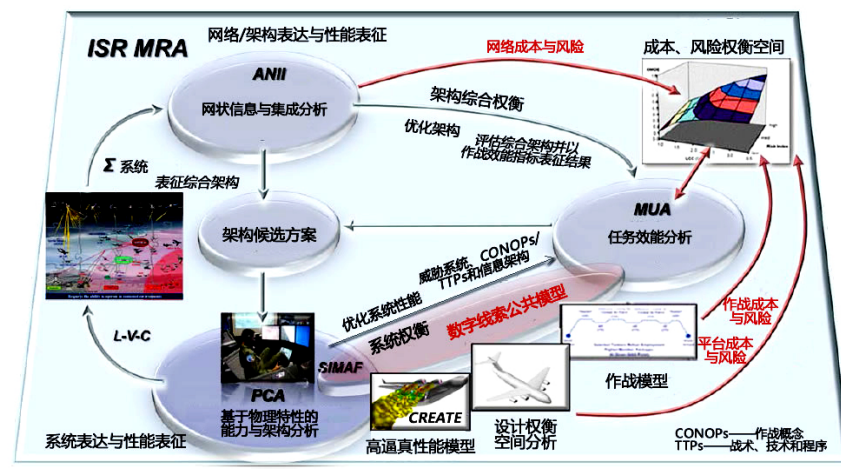 网络/架构表达与性能表征
ISR MRA
网络成本与风险
成本、风险权衡空间
ANII
网状信息与集成分析
架构综合权衡
优化架构
评估综合架构并以
作战效能指标表征结果
Σ 系统
表征综合架构
架构候选方案
MUA
任务效能分析
威胁系统、CONOPs/
TTPs和信息架构
优化系统性能
系统权衡
数字线索公共模型
L-V-C
作战成本
与风险
平台成本
与风险
作战模型
SIMAF
PCA
基于物理特性的
能力与架构分析
CREATE
高逼真性能模型
设计权衡
空间分析
系统表达与性能表征
CONOPs——作战概念
TTPs——战术、技术和程序